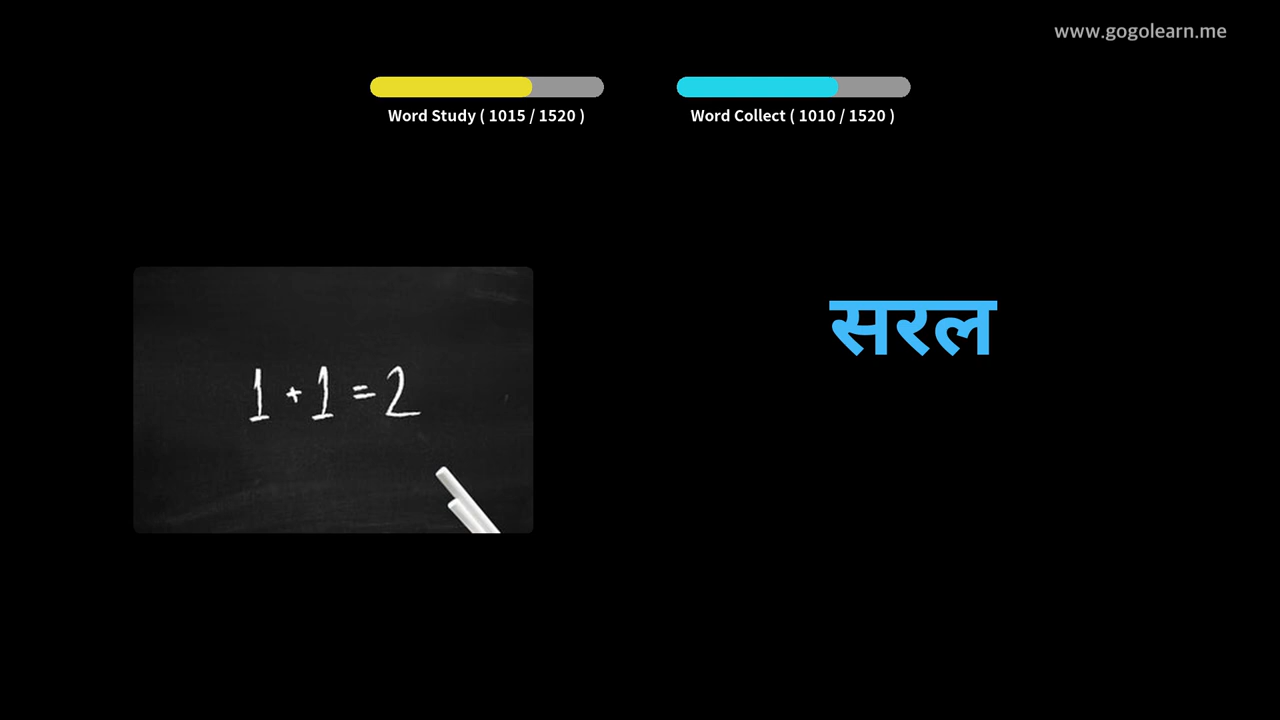 www.gogolearn.me
Word Study ( 1015 / 1520 )
Word Collect ( 1010 / 1520 )
सरल
1 + 1 = 2